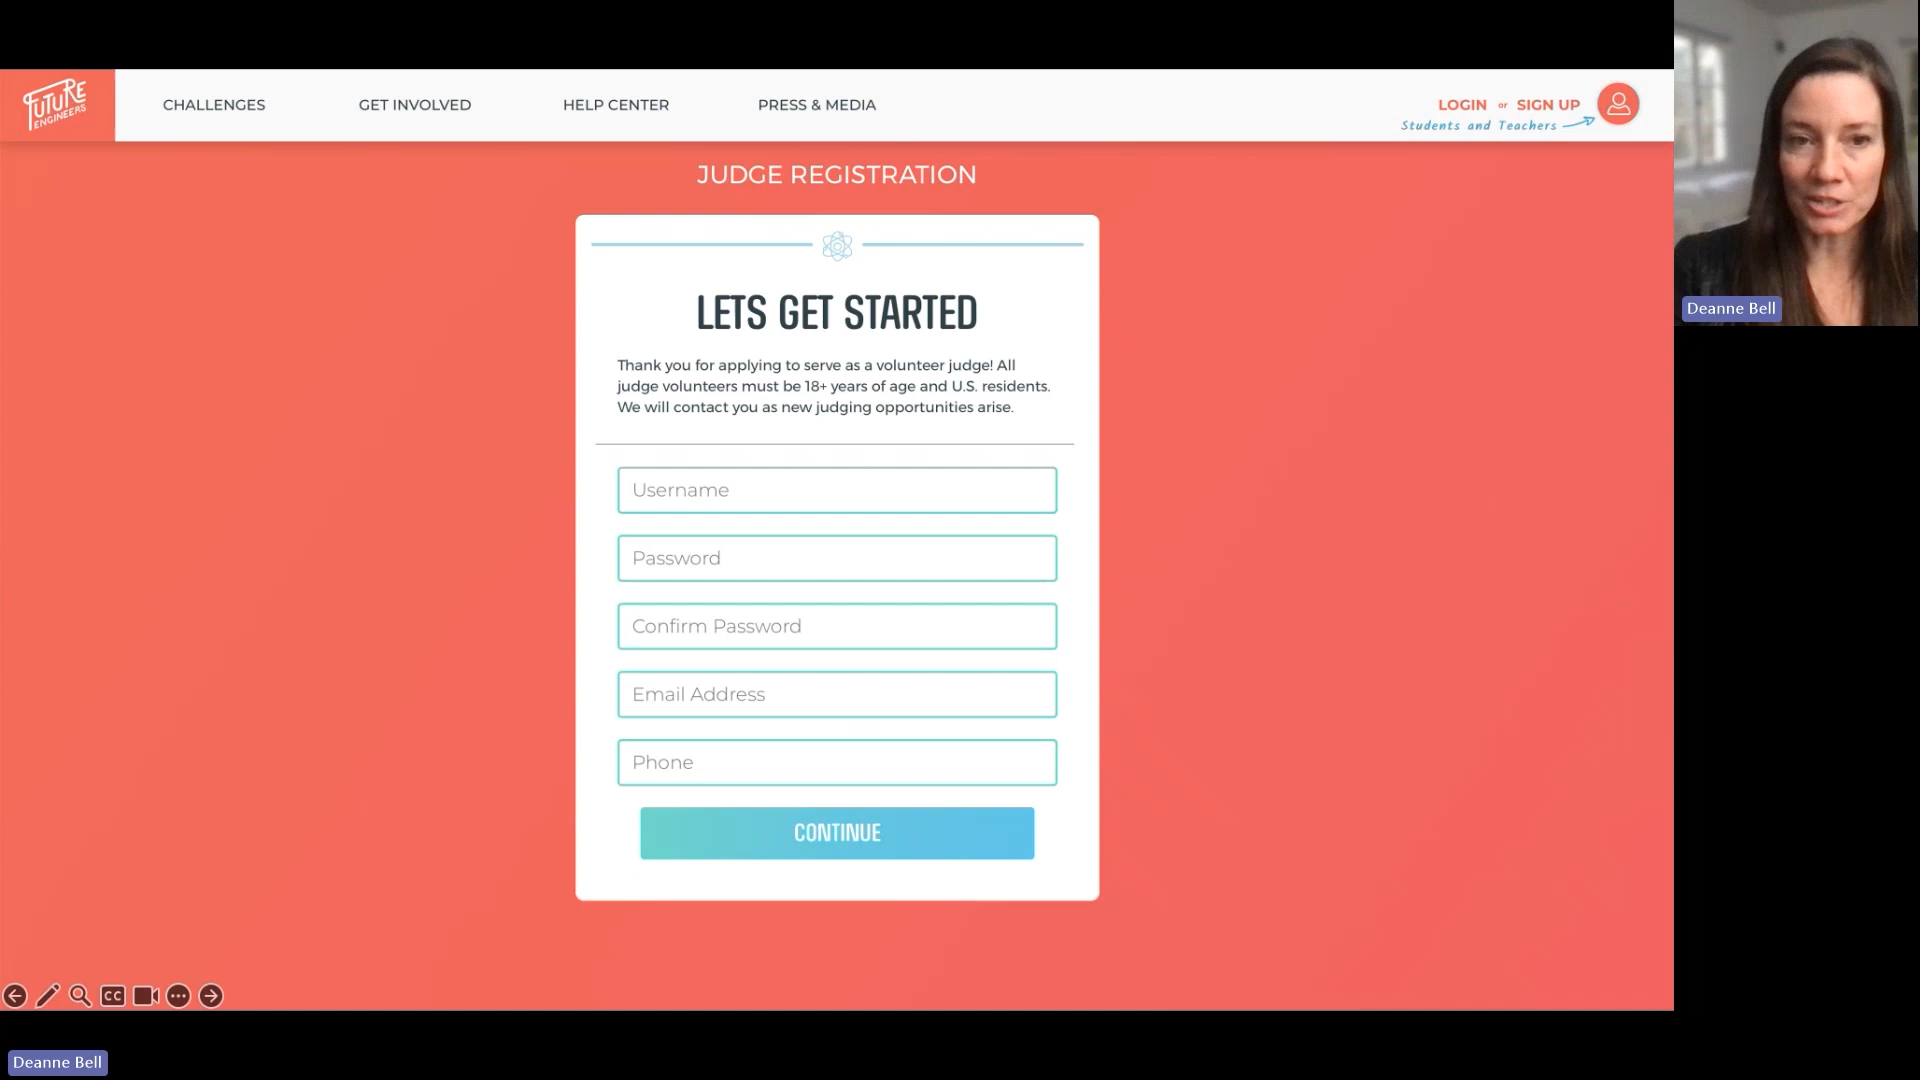 FUTURE
ENGINEERS
CHALLENGES
GET INVOLVED
HELP CENTER
PRESS & MEDIA
LOGIN or SIGN UP
Students and Teachers
JUDGE REGISTRATION
LETS GET STARTED
Thank you for applying to serve as a volunteer judge! All
judge volunteers must be 18+ years of age and U.S. residents.
We will contact you as new judging opportunities arise.
Username
Password
Confirm Password
Email Address
Phone
CONTINUE
CC
Deanne Bell
Deanne Bell